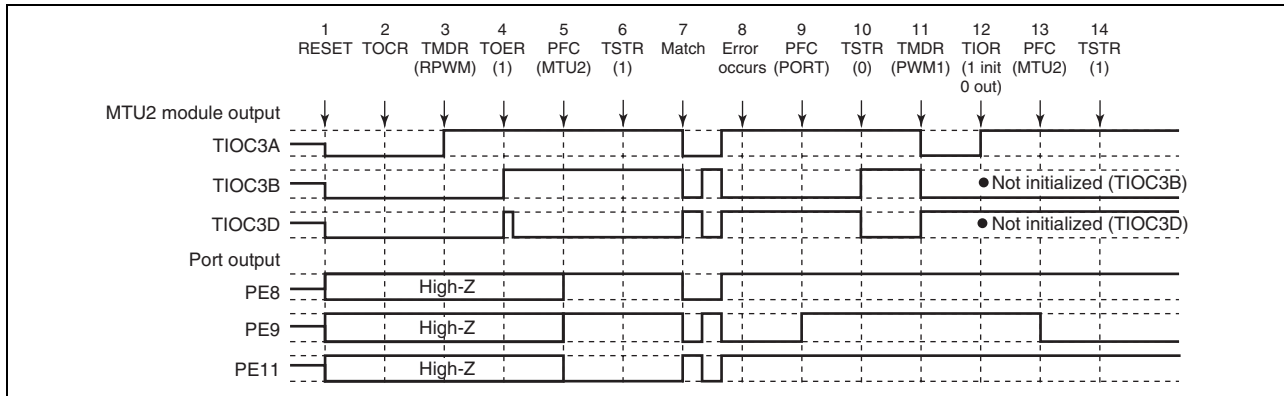 1 2 3 4 5 6 7 8 9 10 11 12 13 14
RESET TOCR TMDR TOER PFC TSTR Match Error PFC TSTR TMDR TIOR PFC TSTR
(RPWM) (1) (MTU2) (1) occurs (PORT) (0) (PWM1) (1 init (MTU2) (1)
0 out)
MTU2 module output
TIOC3A
TIOC3B
● Not initialized (TIOC3B)
TIOC3D
● Not initialized (TIOC3D)
Port output
PE8 High-Z
PE9 High-Z
PE11 High-Z